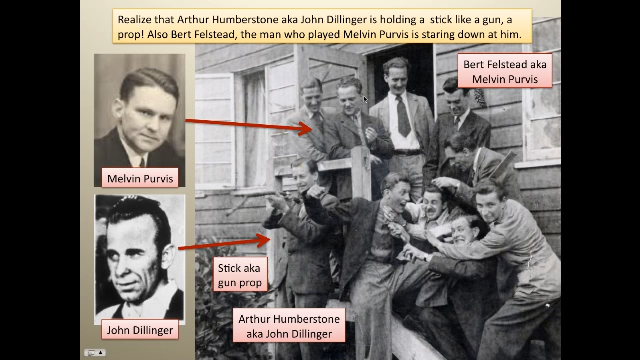 Realize that Arthur Humberstone aka John Dillinger is holding a stick like a gun, a
prop! Also Bert Felstead, the man who played Melvin Purvis is staring down at him.
Bert Felstead aka
Melvin Purvis
Melvin Purvis
Stick aka
gun prop
Arthur Humberstone
aka John Dillinger
John Dillinger